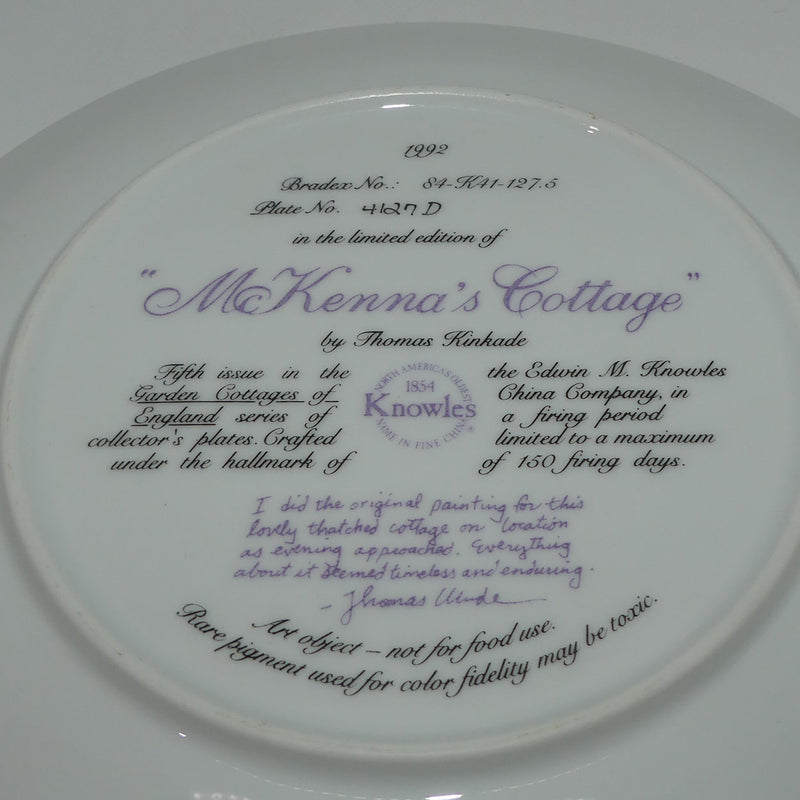 1992
Bradex No.: 84-K41-127.5
Plate No. 4127 D
in the limited edition of
"McKenna's Cottage"
by Thomas Kinkade
Fifth issue in the
Garden Cottages of
England series of
collector's plates. Crafted
under the hallmark of
NORTH AMERICA'S OLDEST
1854
Knowles
NAME IN FINE CHINA
®
the Edwin M. Knowles
China Company, in
a firing period
limited to a maximum
of 150 firing days.
I did the original painting for this
lovely thatched cottage on location
as evening approached. Everything
about it seemed timeless and enduring.
- Thomas Kinkade
Art object – not for food use.
Rare pigment used for color fidelity may be toxic.